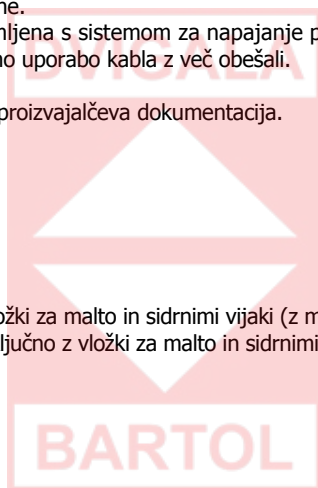 ne.
DVIGALA
mljena s sistemom za napajanje p
no uporabo kabla z več obešali.
proizvajalčeva dokumentacija.
ožki za malto in sidrnimi vijaki (z m
ljučno z vložki za malto in sidrnimi
BARTOL